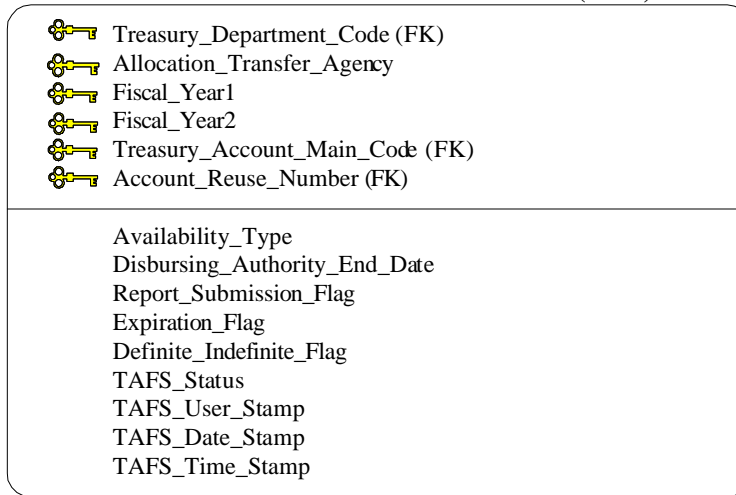 Treasury_Department_Code (FK)
Allocation_Transfer_Agency
Fiscal_Year1
Fiscal_Year2
Treasury_Account_Main_Code (FK)
Account_Reuse_Number (FK)
Availability_Type
Disbursing_Authority_End_Date
Report_Submission_Flag
Expiration_Flag
Definite_Indefinite_Flag
TAFS_Status
TAFS_User_Stamp
TAFS_Date_Stamp
TAFS_Time_Stamp